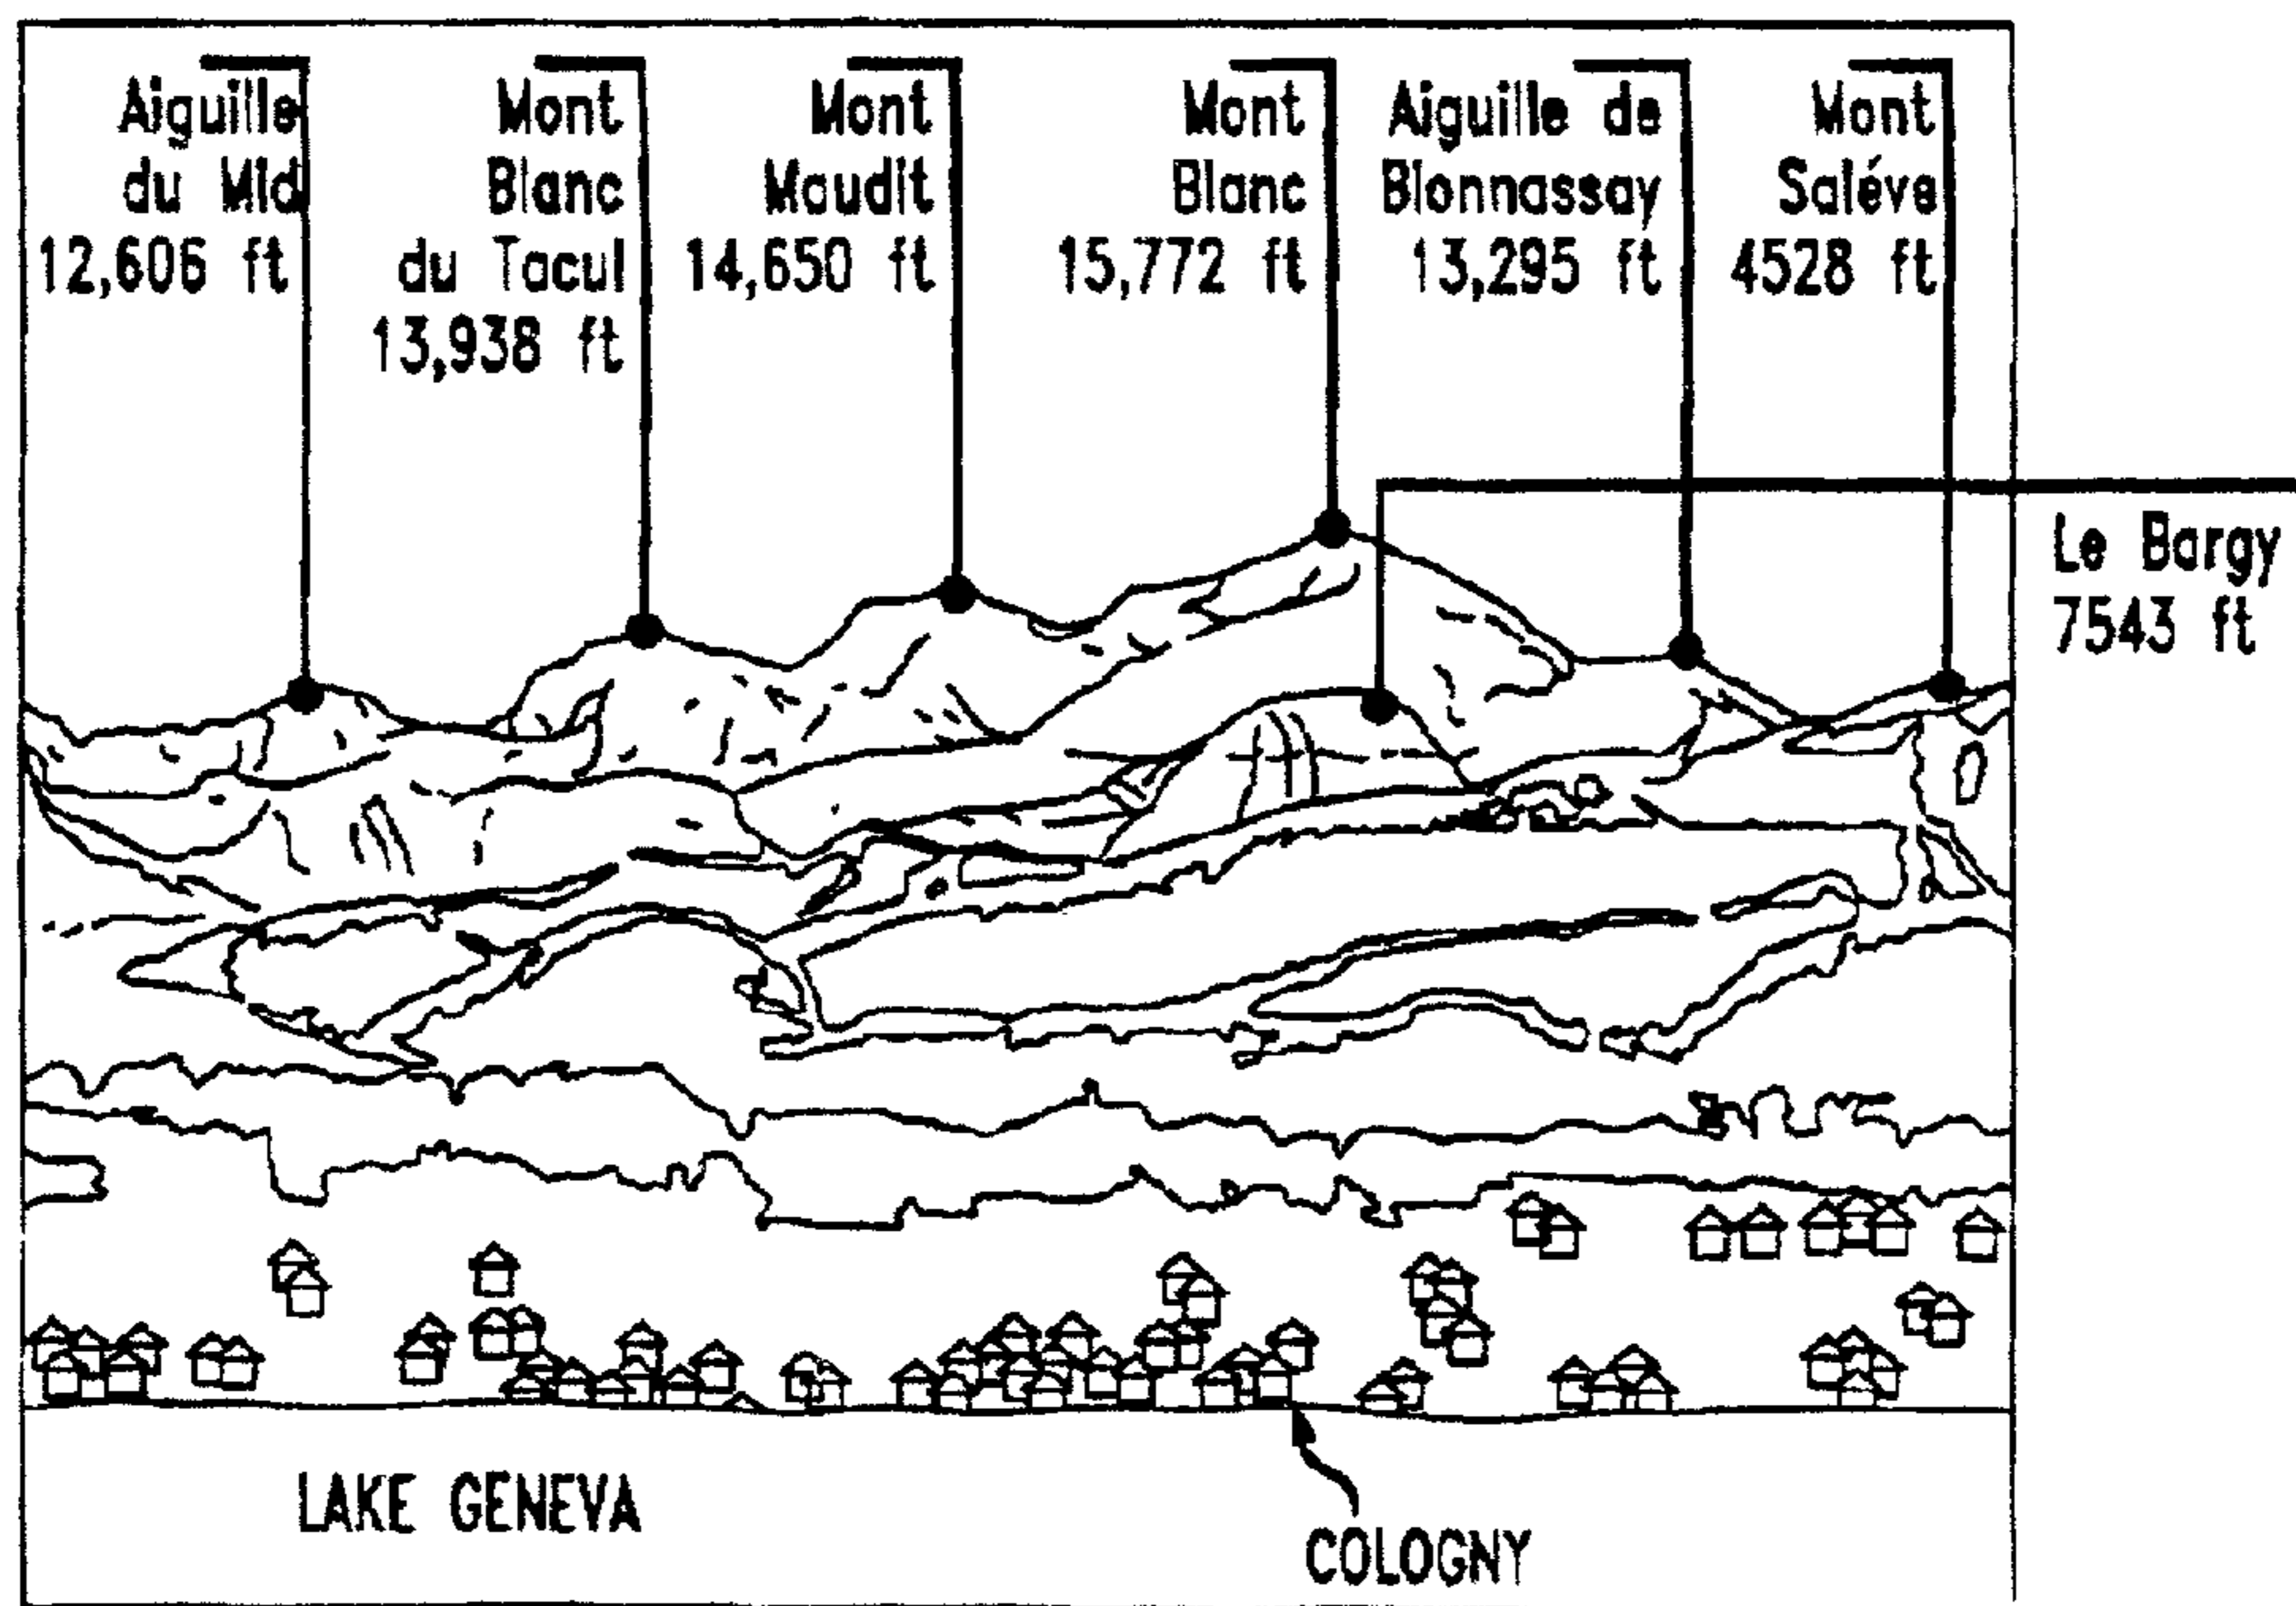 Aiguille
du Mid
12,606 ft
Mont
Blanc
du Tacul
13,938 ft
Mont
Maudit
14,650 ft
Mont
Blanc
15,772 ft
Aiguille de
Bionnassay
13,295 ft
Mont
Saléve
4528 ft
Le Bargy
7543 ft
LAKE GENEVA
COLOGNY